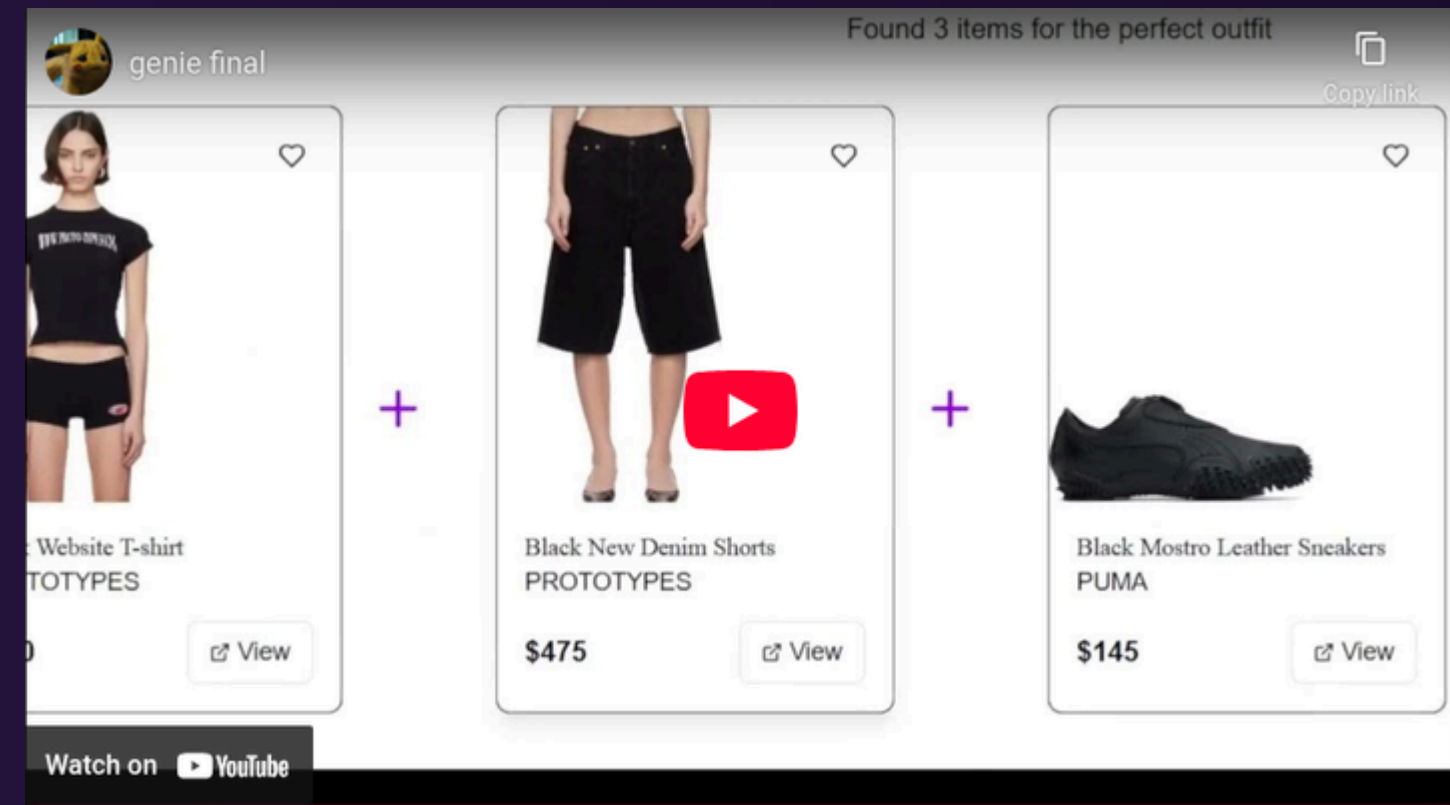 Found 3 items for the perfect outfit
genie final
Copy link
Website T-shirt
TOTYPES
View
Black New Denim Shorts
PROTOTYPES
$475
View
Black Mostro Leather Sneakers
PUMA
$145
View
Watch on YouTube